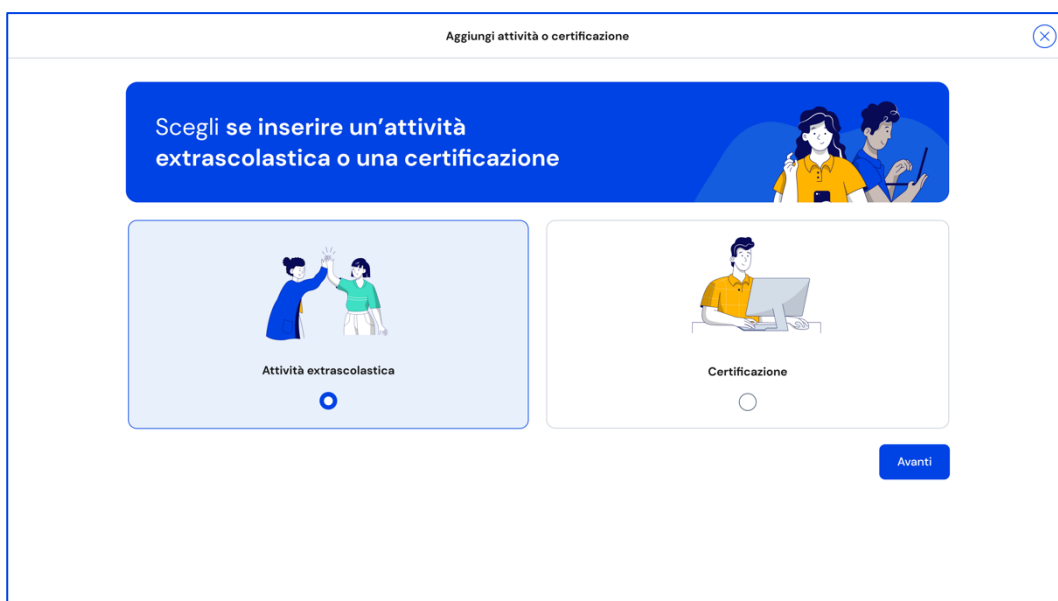 Aggiungi attività o certificazione
Scegli se inserire un’attività
extrascolastica o una certificazione
Attività extrascolastica
Certificazione
Avanti